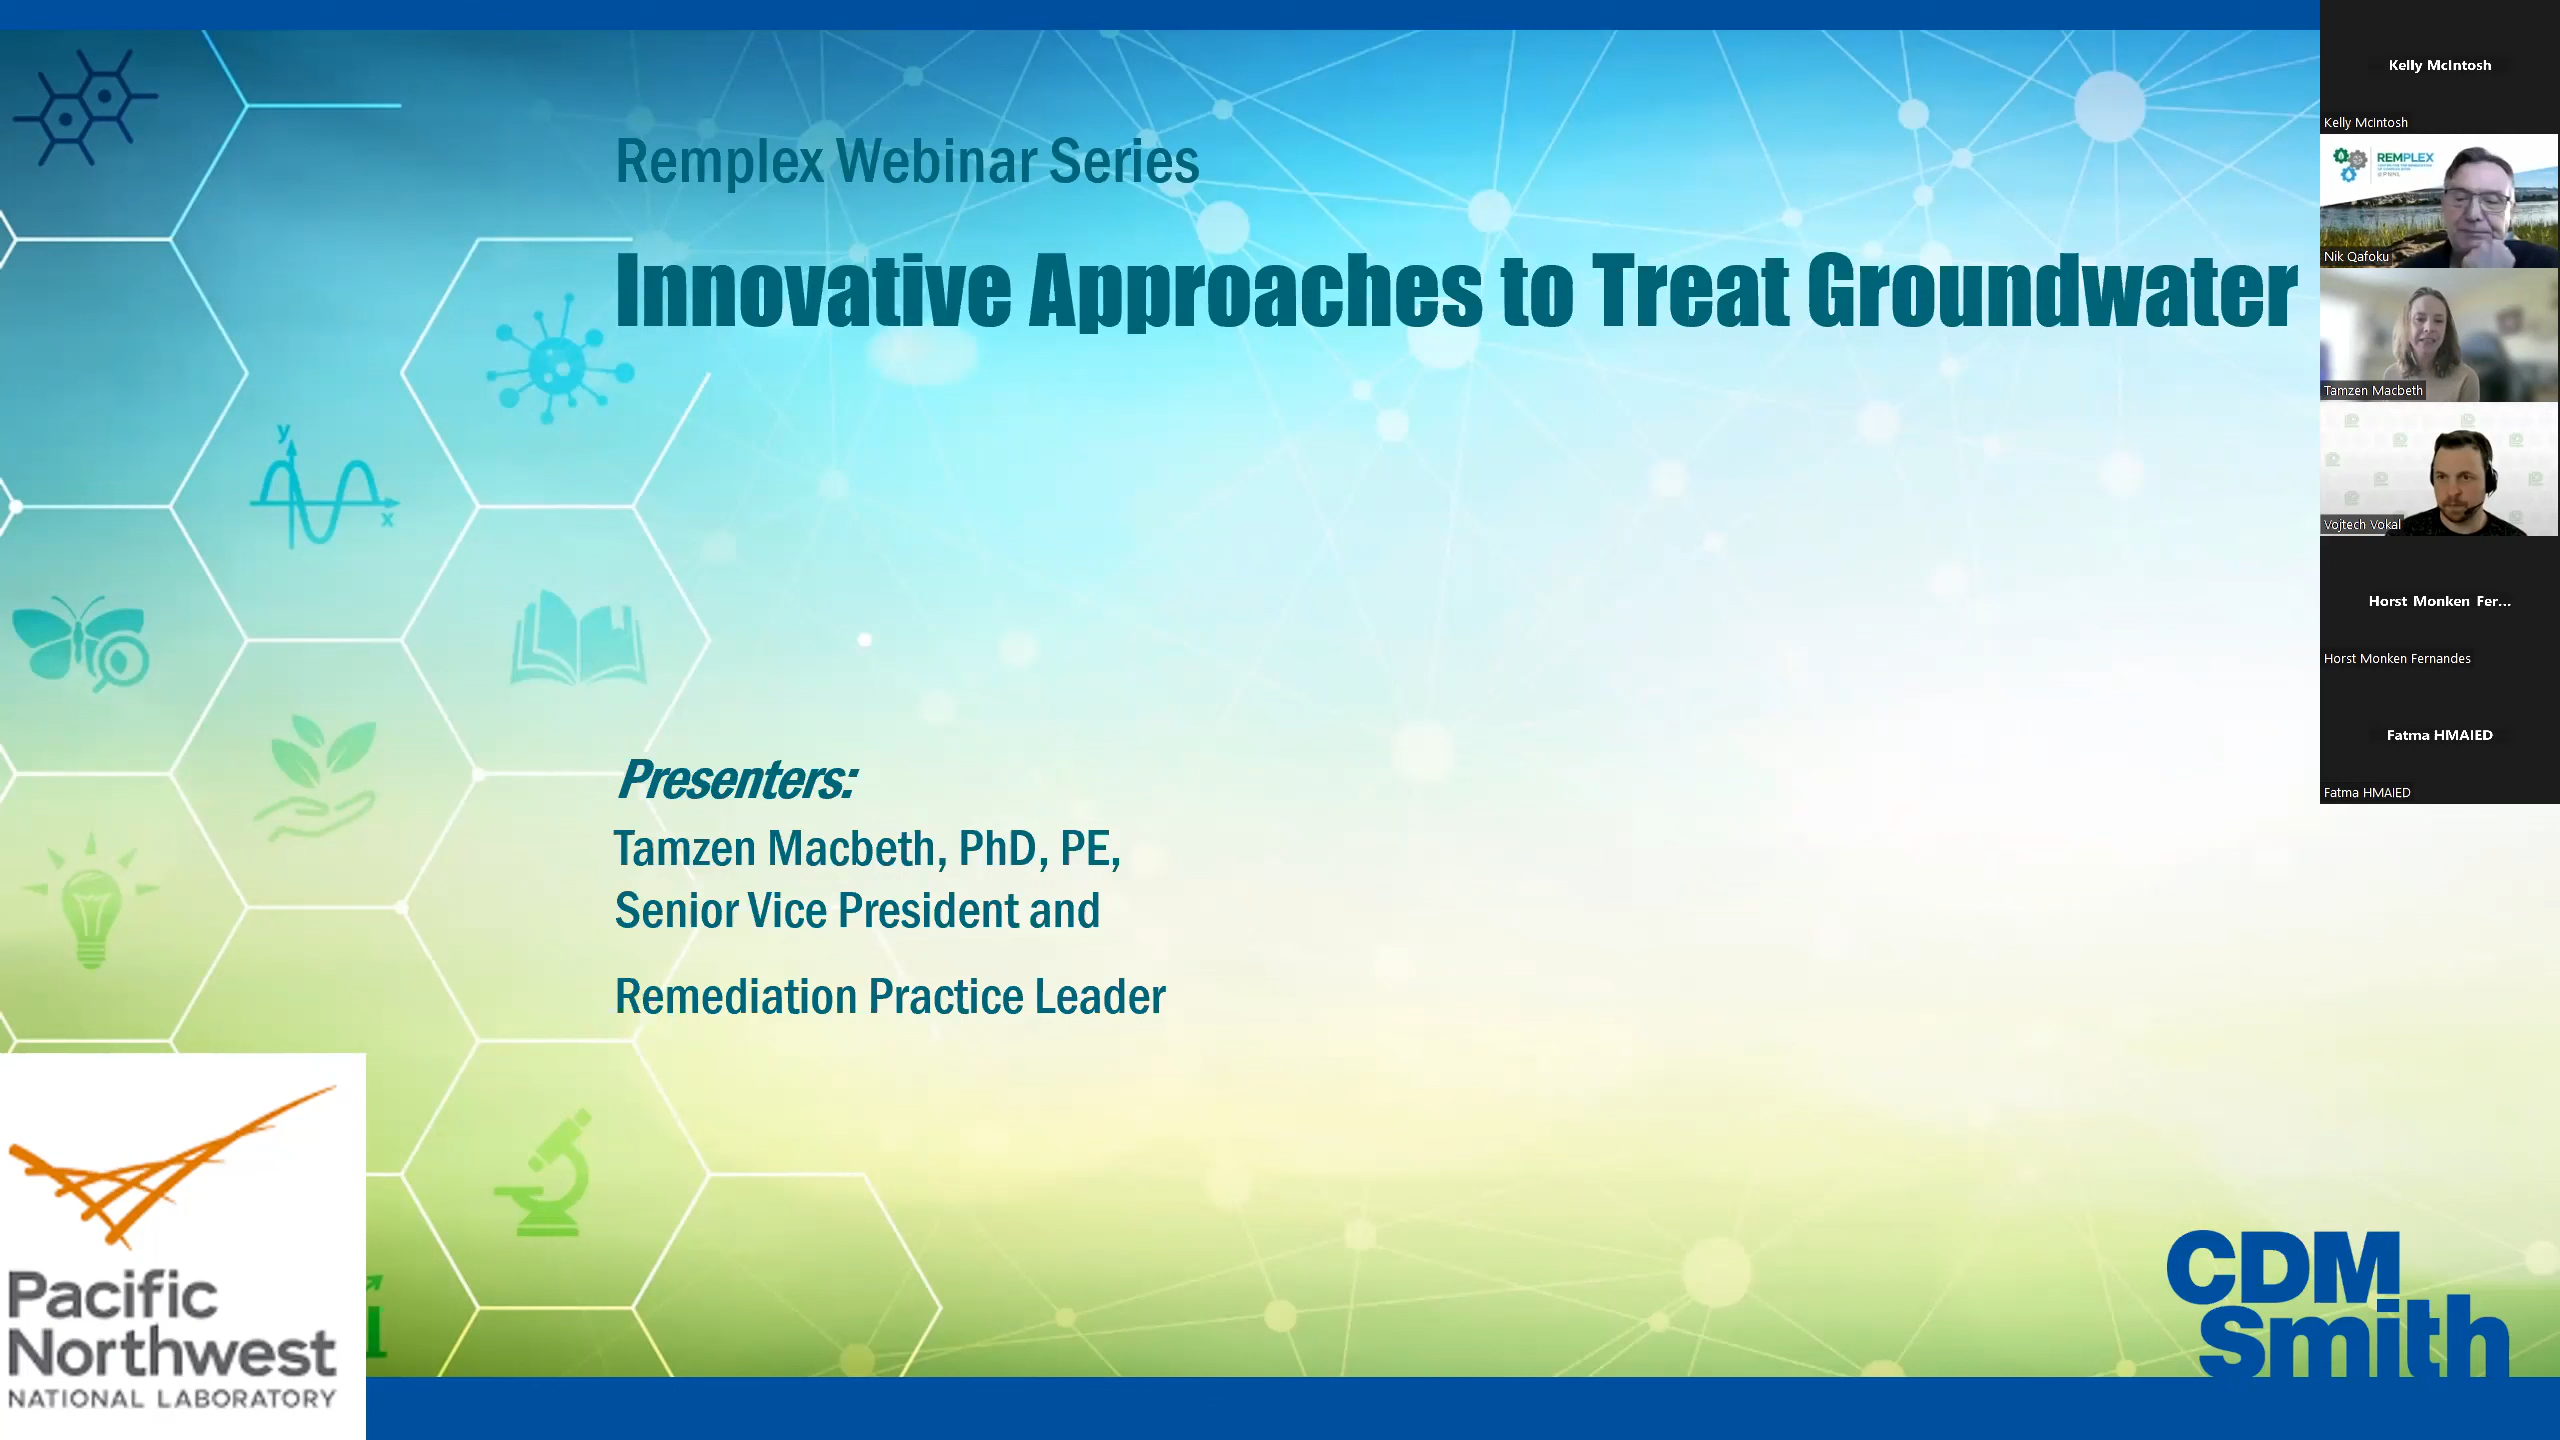 Remplex Webinar Series
Innovative Approaches to Treat Groundwater
Presenters:
Tamzen Macbeth, PhD, PE,
Senior Vice President and
Remediation Practice Leader
y
x
Pacific
Northwest
NATIONAL LABORATORY
CDM
Smith
Kelly McIntosh
Kelly McIntosh
REMPLEX
@PNNL
Nik Qafoku
Tamzen Macbeth
Vojtech Vokal
Horst Monken Fer...
Horst Monken Fernandes
Fatma HMAIED
Fatma HMAIED